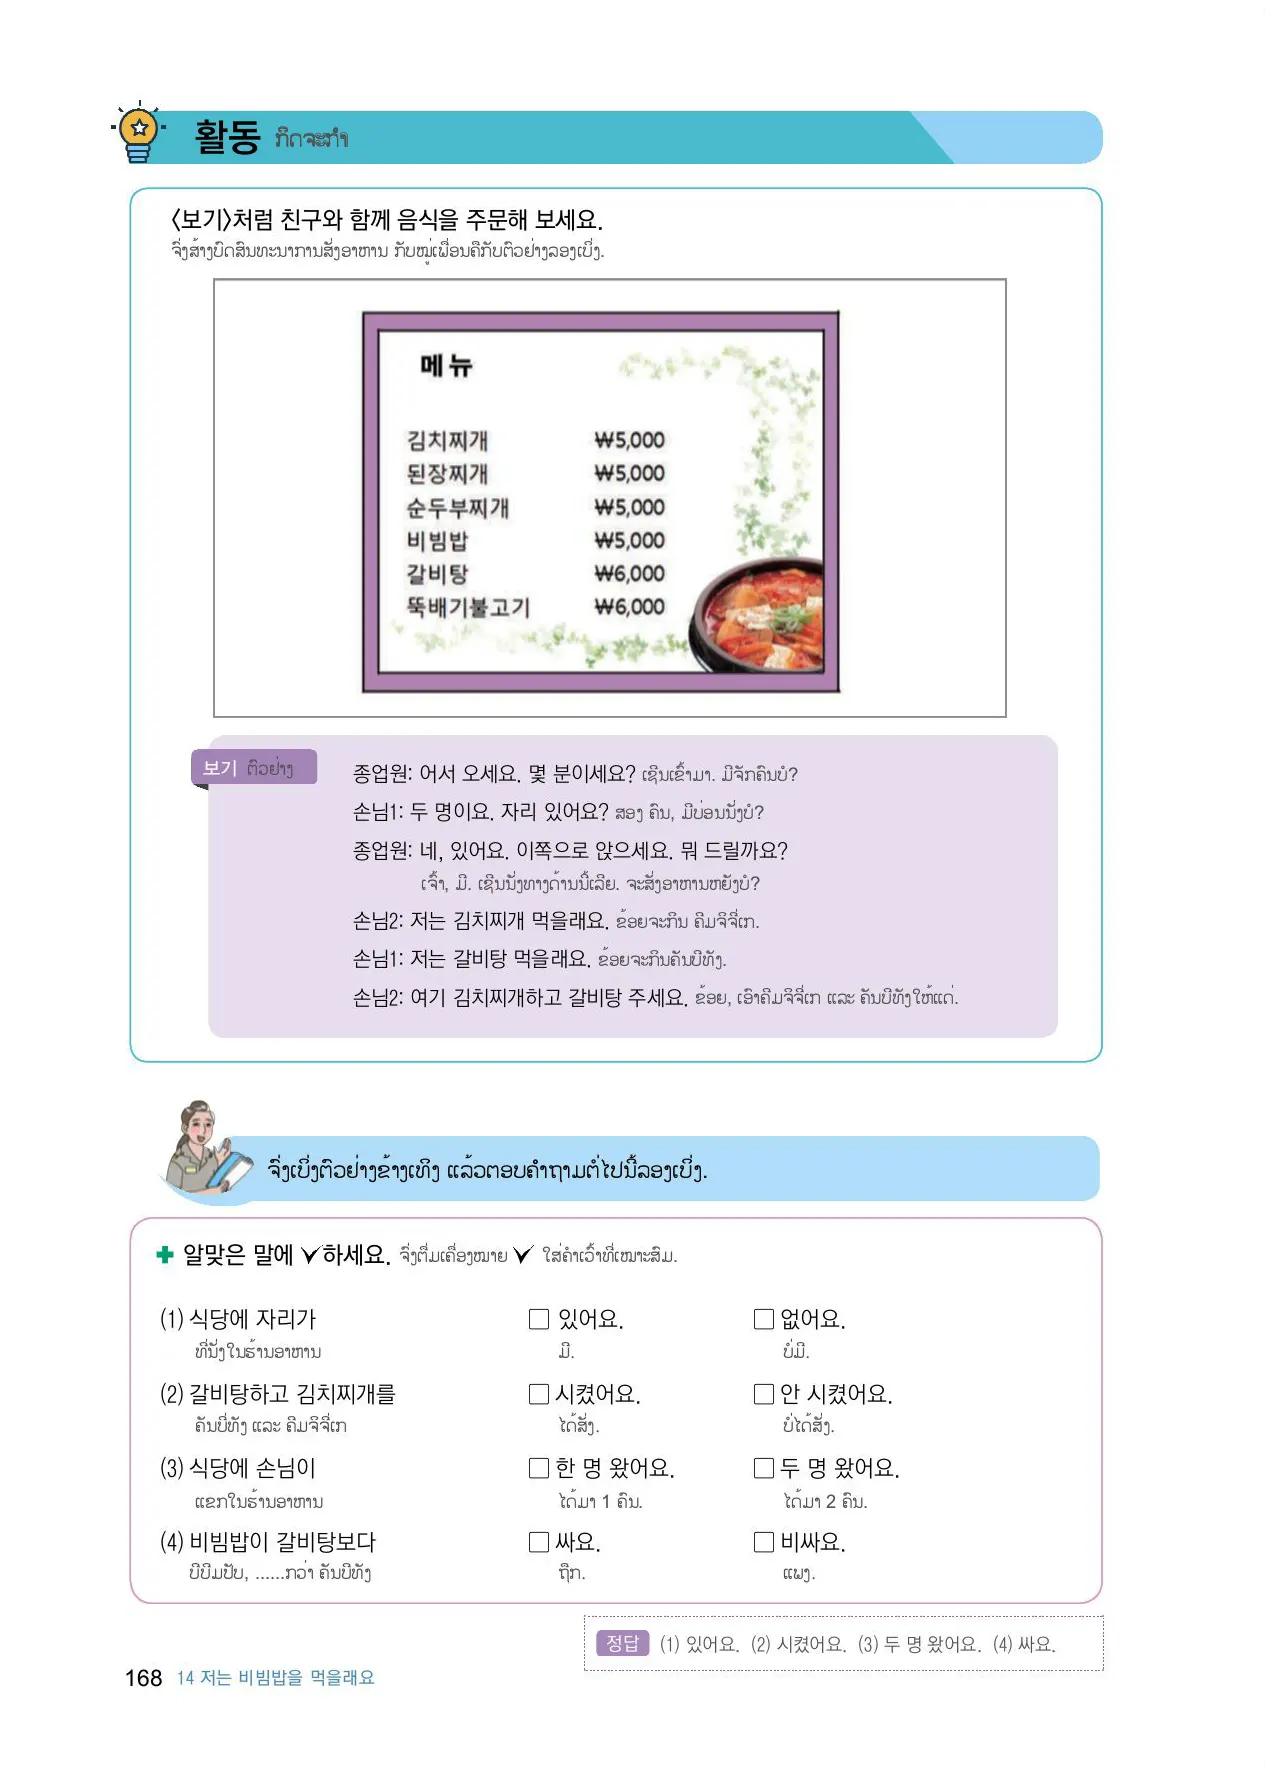 활동 ກິດຈະກຳ
〈보기〉처럼 친구와 함께 음식을 주문해 보세요.
ຈົ່ງສ້າງບົດສົນທະນາການສັ່ງອາຫານ ກັບໝູ່ເພື່ອນຄືກັບຕົວຢ່າງລອງເບິ່ງ.
메뉴
김치찌개 ₩5,000
된장찌개 ₩5,000
순두부찌개 ₩5,000
비빔밥 ₩5,000
갈비탕 ₩6,000
뚝배기불고기 ₩6,000
보기 ຕົວຢ່າງ
종업원: 어서 오세요. 몇 분이세요? ເຊີນເຂົ້າມາ. ມີຈັກຄົນບໍ?
손님1: 두 명이요. 자리 있어요? ສອງ ຄົນ, ມີບ່ອນນັ່ງບໍ?
종업원: 네, 있어요. 이쪽으로 앉으세요. 뭐 드릴까요?
ເຈົ້າ, ມີ. ເຊີນນັ່ງທາງດ້ານນີ້ເລີຍ. ຈະສັ່ງອາຫານຫຍັງບໍ?
손님2: 저는 김치찌개 먹을래요. ຂ້ອຍຈະກິນ ຄີມຈິຈີ່ເກ.
손님1: 저는 갈비탕 먹을래요. ຂ້ອຍຈະກິນຄັນບີທັງ.
손님2: 여기 김치찌개하고 갈비탕 주세요. ຂ້ອຍ, ເອົາຄີມຈິຈີ່ເກ ແລະ ຄັນບີທັງໃຫ້ແດ່.
ຈົ່ງເບິ່ງຕົວຢ່າງຂ້າງເທິງ ແລ້ວຕອບຄຳຖາມຕໍ່ໄປນີ້ລອງເບິ່ງ.
알맞은 말에 ✓하세요. ຈົ່ງຕື່ມເຄື່ອງໝາຍ ✓ ໃສ່ຄຳເວົ້າທີ່ເໝາະສົມ.
(1) 식당에 자리가 □ 있어요. □ 없어요.
ທີ່ນັ່ງໃນຮ້ານອາຫານ ມີ. ບໍ່ມີ.
(2) 갈비탕하고 김치찌개를 □ 시켰어요. □ 안 시켰어요.
ຄັນບີ່ທັງ ແລະ ຄີມຈິຈີ່ເກ ໄດ້ສັ່ງ. ບໍ່ໄດ້ສັ່ງ.
(3) 식당에 손님이 □ 한 명 왔어요. □ 두 명 왔어요.
ແຂກໃນຮ້ານອາຫານ ໄດ້ມາ 1 ຄົນ. ໄດ້ມາ 2 ຄົນ.
(4) 비빔밥이 갈비탕보다 □ 싸요. □ 비싸요.
ບີບີມປັບ, ......ກວ່າ ຄັນບີທັງ ຖືກ. ແພງ.
정답 (1) 있어요. (2) 시켰어요. (3) 두 명 왔어요. (4) 싸요.
168 14 저는 비빔밥을 먹을래요